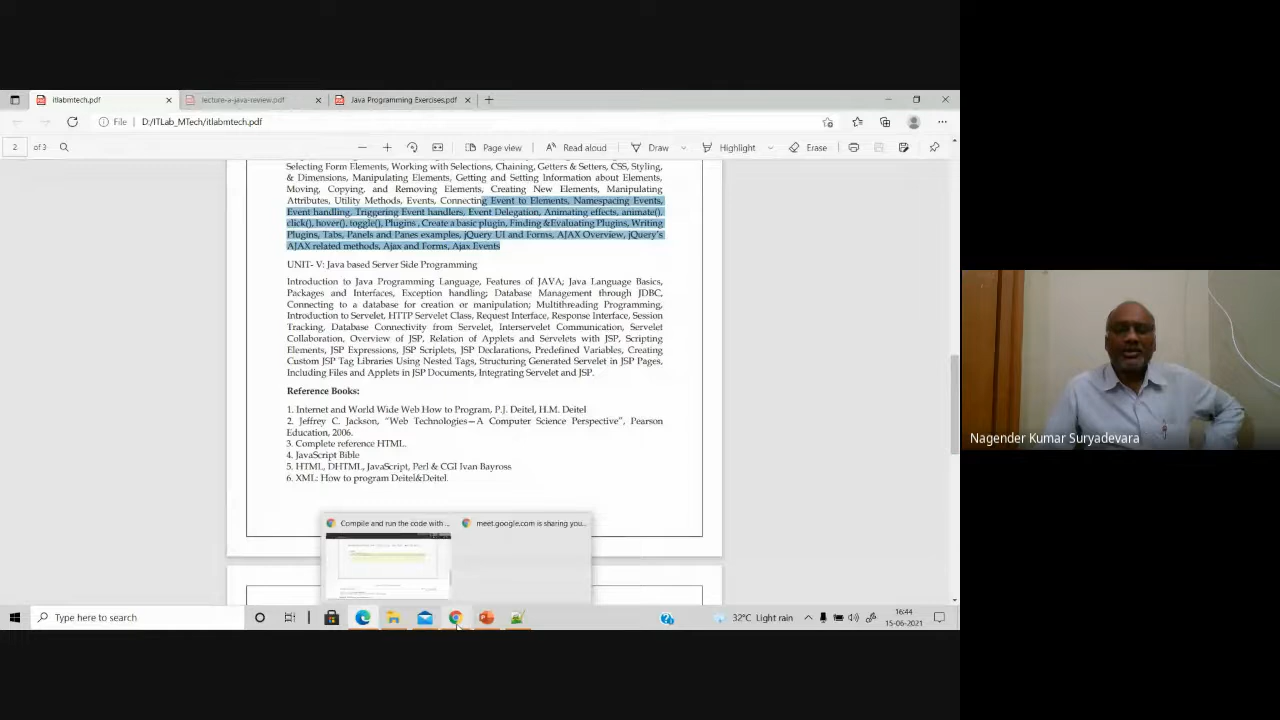 itlabmtech.pdf
lecture-a-java-review.pdf
Java Programming Exercises.pdf
File
D:/ITLab_MTech/itlabmtech.pdf
2
of 3
Page view
Read aloud
Draw
Highlight
Erase
Selecting Form Elements, Working with Selections, Chaining, Getters & Setters, CSS, Styling,
& Dimensions, Manipulating Elements, Getting and Setting Information about Elements,
Moving, Copying, and Removing Elements, Creating New Elements, Manipulating
Attributes, Utility Methods, Events, Connecting Event to Elements, Namespacing Events,
Event handling, Triggering Event handlers, Event Delegation, Animating effects, animate(),
click(), hover(), toggle(), Plugins , Create a basic plugin, Finding &Evaluating Plugins, Writing
Plugins, Tabs, Panels and Panes examples, jQuery UI and Forms, AJAX Overview, jQuery's
AJAX related methods, Ajax and Forms, Ajax Events
UNIT- V: Java based Server Side Programming
Introduction to Java Programming Language, Features of JAVA; Java Language Basics,
Packages and Interfaces, Exception handling; Database Management through JDBC,
Connecting to a database for creation or manipulation; Multithreading Programming,
Introduction to Servelet, HTTP Servelet Class, Request Interface, Response Interface, Session
Tracking, Database Connectivity from Servelet, Interservelet Communication, Servelet
Collaboration, Overview of JSP, Relation of Applets and Servelets with JSP, Scripting
Elements, JSP Expressions, JSP Scriplets, JSP Declarations, Predefined Variables, Creating
Custom JSP Tag Libraries Using Nested Tags, Structuring Generated Servelet in JSP Pages,
Including Files and Applets in JSP Documents, Integrating Servelet and JSP.
Reference Books:
1. Internet and World Wide Web How to Program, P.J. Deitel, H.M. Deitel
2. Jeffrey C. Jackson, "Web Technologies—A Computer Science Perspective", Pearson
Education, 2006.
3. Complete reference HTML.
4. JavaScript Bible
5. HTML, DHTML, JavaScript, Perl & CGI Ivan Bayross
6. XML: How to program Deitel&Deitel.
Nagender Kumar Suryadevara
Compile and run the code with ...
meet.google.com is sharing you...
Type here to search
32°C Light rain
16:44
15-06-2021